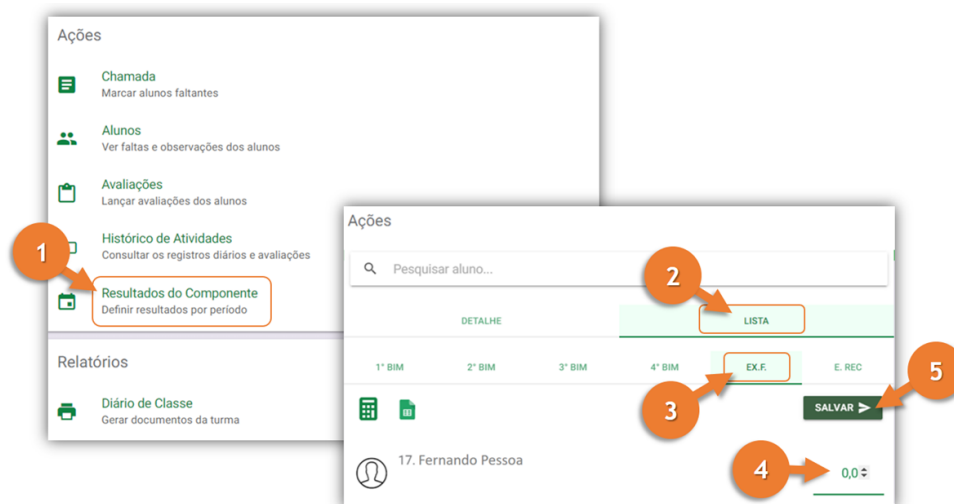 Ações
Chamada
Marcar alunos faltantes
Alunos
Ver faltas e observações dos alunos
Avaliações
Lançar avaliações dos alunos
1
Histórico de Atividades
Consultar os registros diários e avaliações
Resultados do Componente
Definir resultados por período
Relatórios
Diário de Classe
Gerar documentos da turma
Ações
Pesquisar aluno...
2
DETALHE
LISTA
1° BIM
2° BIM
3° BIM
4° BIM
EX.F.
E. REC
3
5
SALVAR
17. Fernando Pessoa
4
0,0